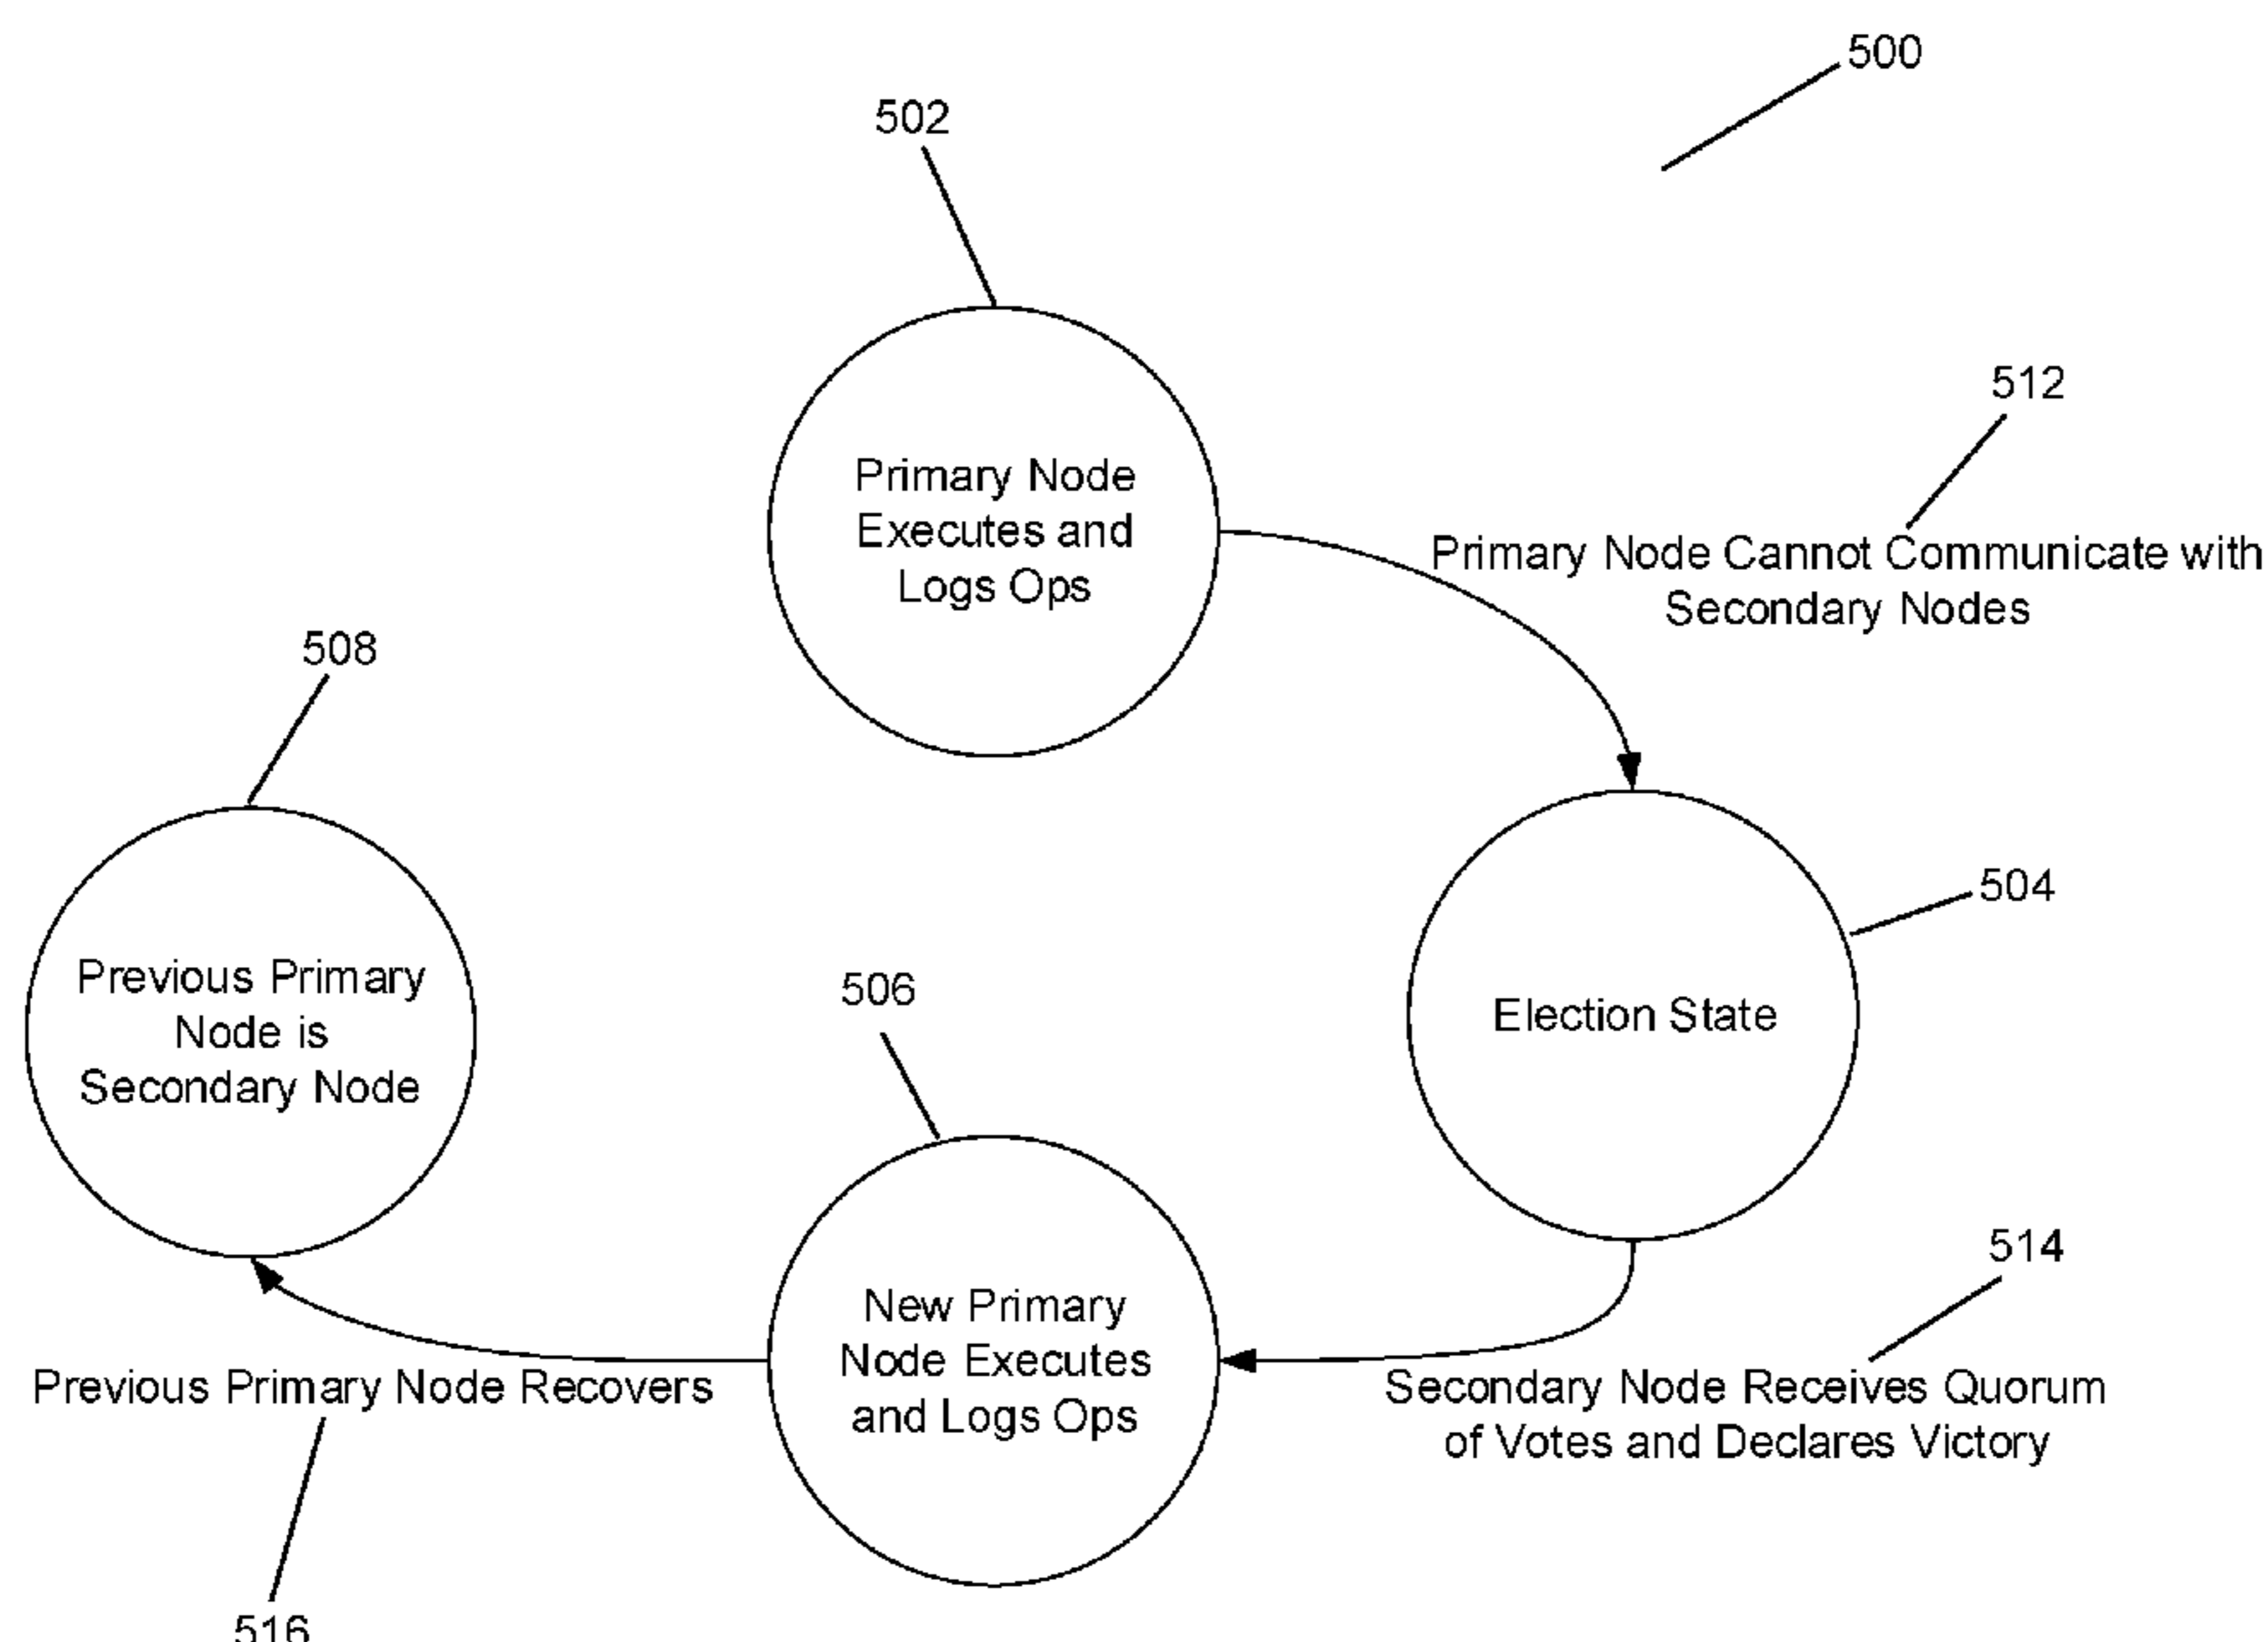 500
502
Primary Node
Executes and
Logs Ops
512
Primary Node Cannot Communicate with
Secondary Nodes
508
Previous Primary
Node is
Secondary Node
504
Election State
506
New Primary
Node Executes
and Logs Ops
514
Secondary Node Receives Quorum
of Votes and Declares Victory
Previous Primary Node Recovers
516